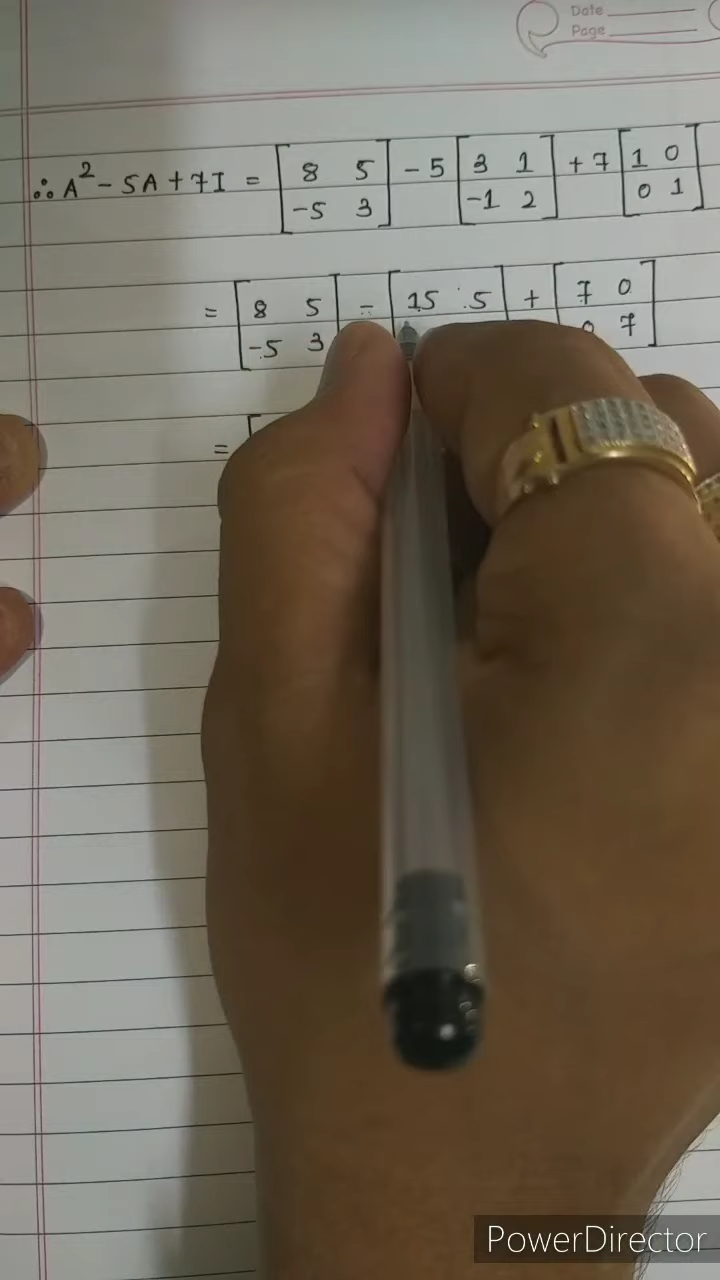 Date
Page
∴ A² - 5A + 7I = [8 5 -5 3] - 5 [3 1 -1 2] + 7 [1 0 0 1]
= [8 5 -5 3] - [15 5 + [7 0 7]
= [
PowerDirector